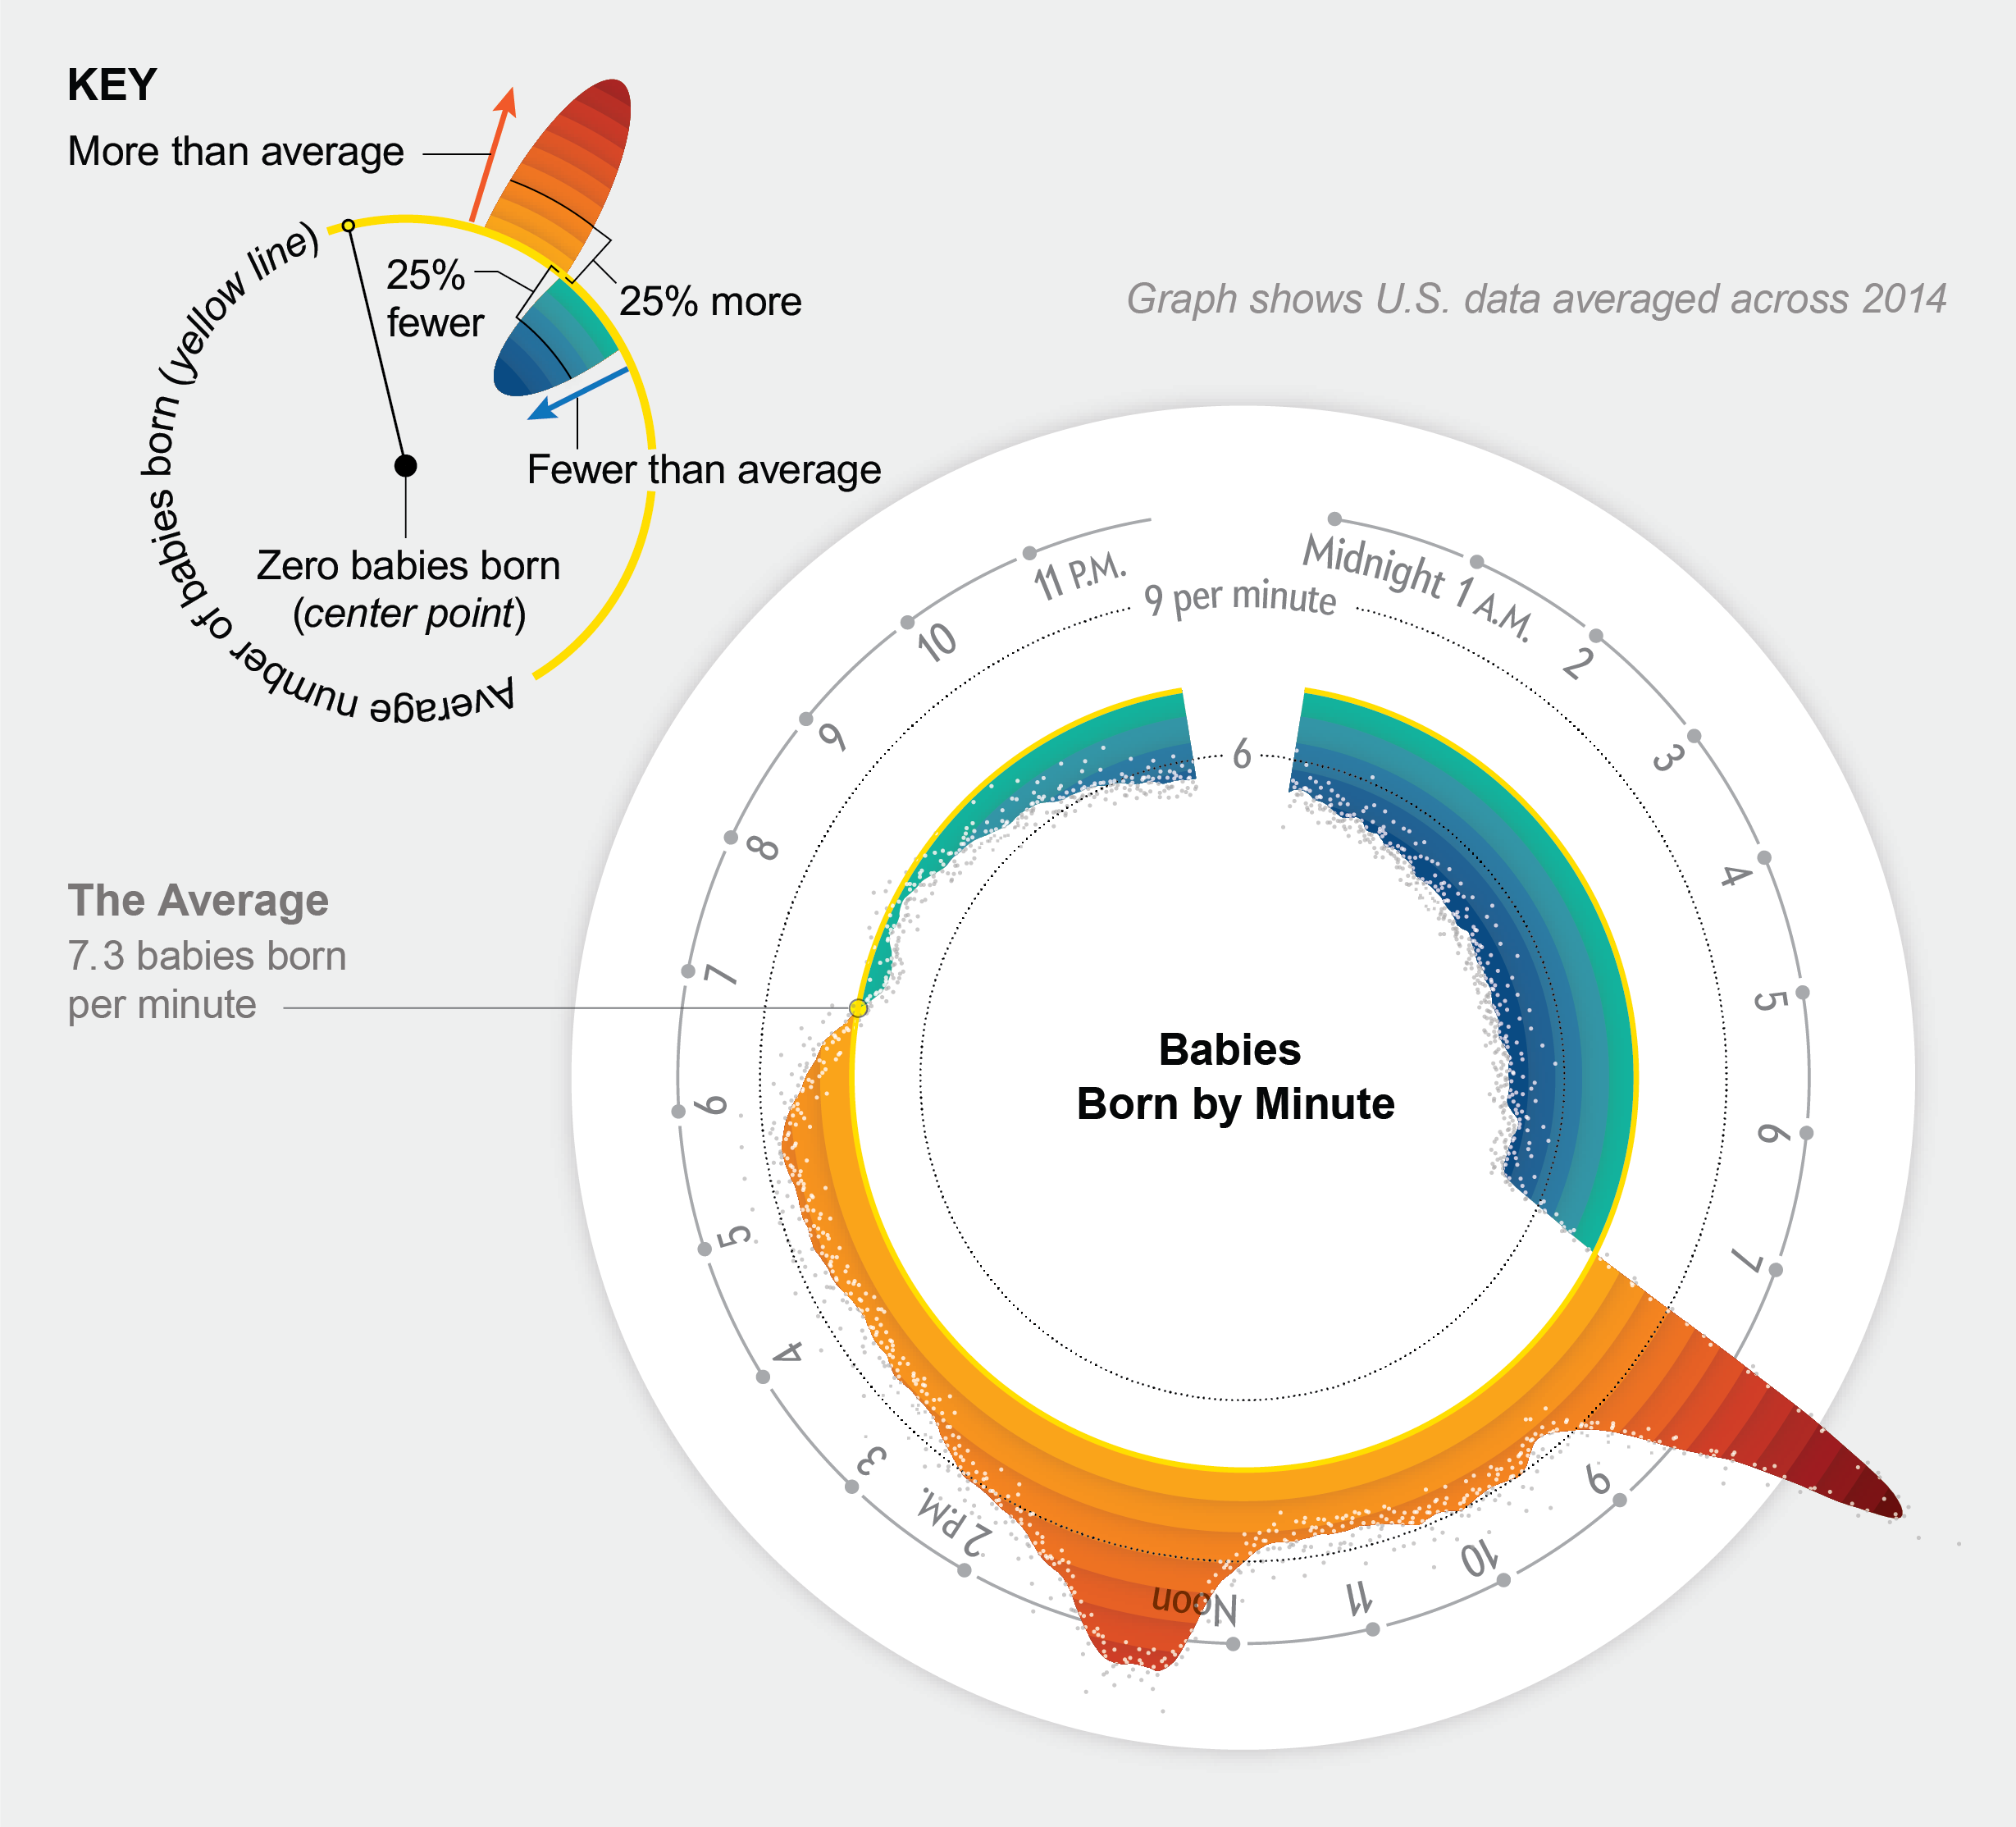 KEY
More than average
25%
fewer
25% more
Fewer than average
Average number of babies born (yellow line)
Zero babies born
(center point)
Graph shows U.S. data averaged across 2014
The Average
7.3 babies born
per minute
Babies
Born by Minute
9 per minute
6
Midnight
1 A.M.
2
3
4
5
6
7
9
10
11
Noon
2 P.M.
3
4
5
6
7
8
9
10
11 P.M.